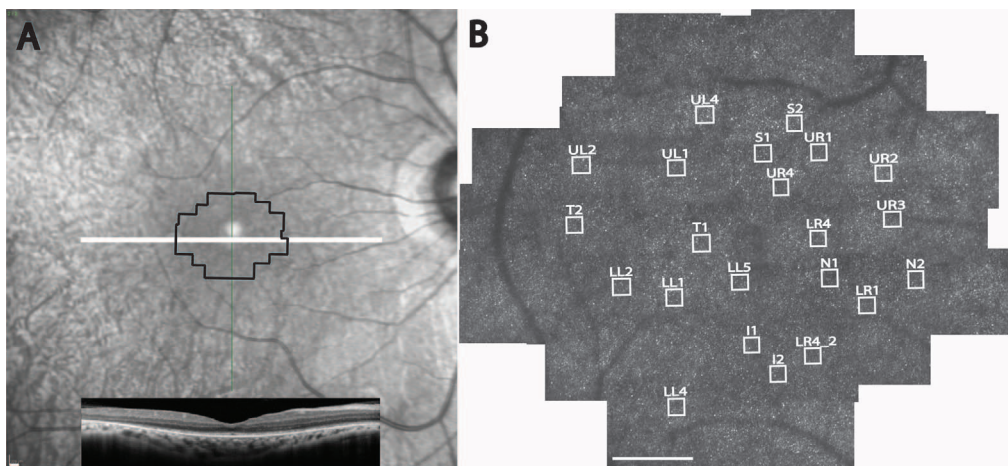 A
B
UL4
S2
S1
UR1
UL2
UL1
UR2
UR4
T2
UR3
T1
LR4
LL2
LL1
LL5
N1
N2
LR1
I1
LR4_2
I2
LL4